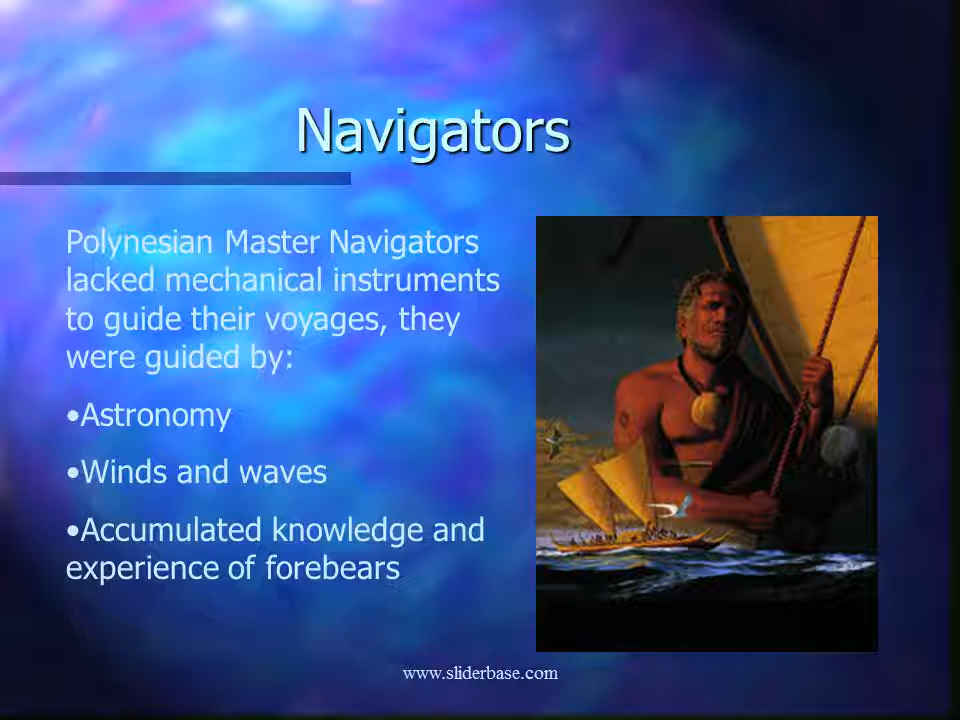 Navigators
Polynesian Master Navigators
lacked mechanical instruments
to guide their voyages, they
were guided by:
•Astronomy
•Winds and waves
•Accumulated knowledge and
experience of forebears
www.sliderbase.com